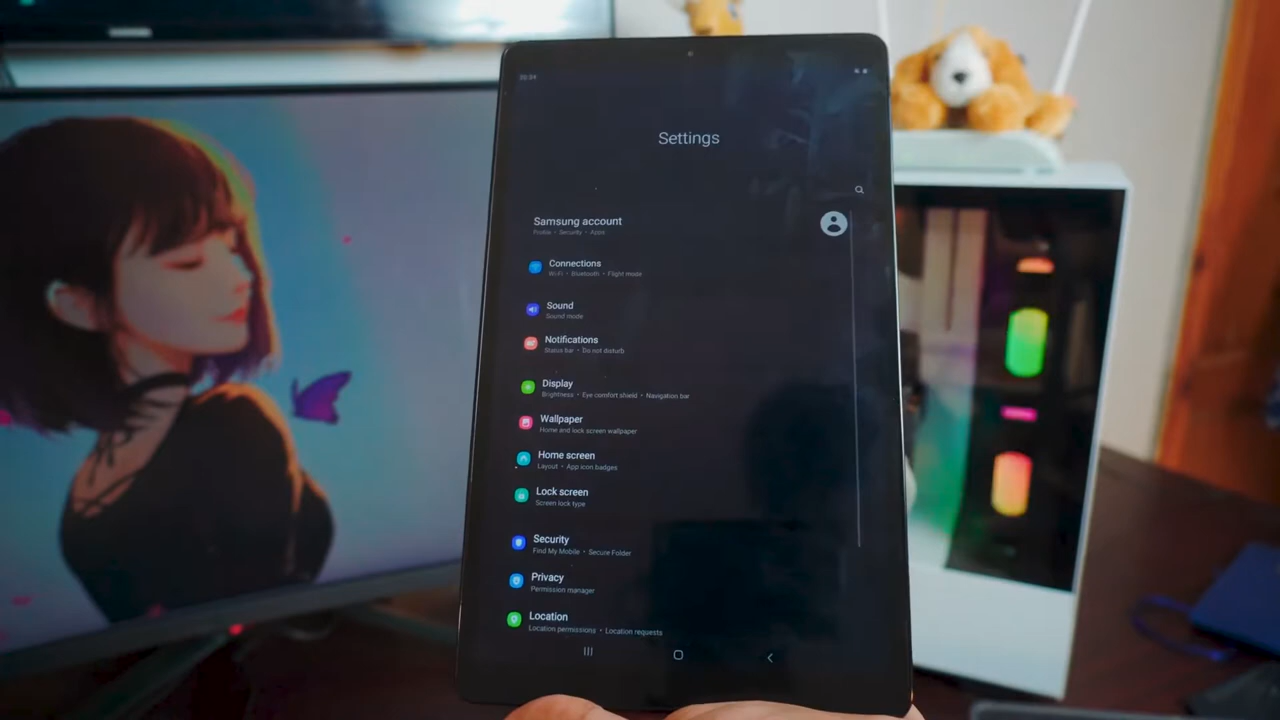 Settings
Samsung account
Profile • Security • Apps
Connections
Wi-Fi • Bluetooth • Flight mode
Sound
Sound mode
Notifications
Status bar • Do not disturb
Display
Brightness • Eye comfort shield • Navigation bar
Wallpaper
Home and lock screen wallpaper
Home screen
Layout • App icon badges
Lock screen
Screen lock type
Security
Find My Mobile • Secure Folder
Privacy
Permission manager
Location
Location permissions • Location requests